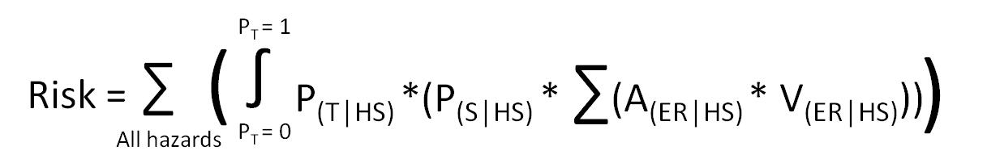 P_T = 1
Risk = ∑ ( ∫ P_(T|HS) *(P_(S|HS) * ∑(A_(ER|HS) * V_(ER|HS))))
P_T = 0
All hazards